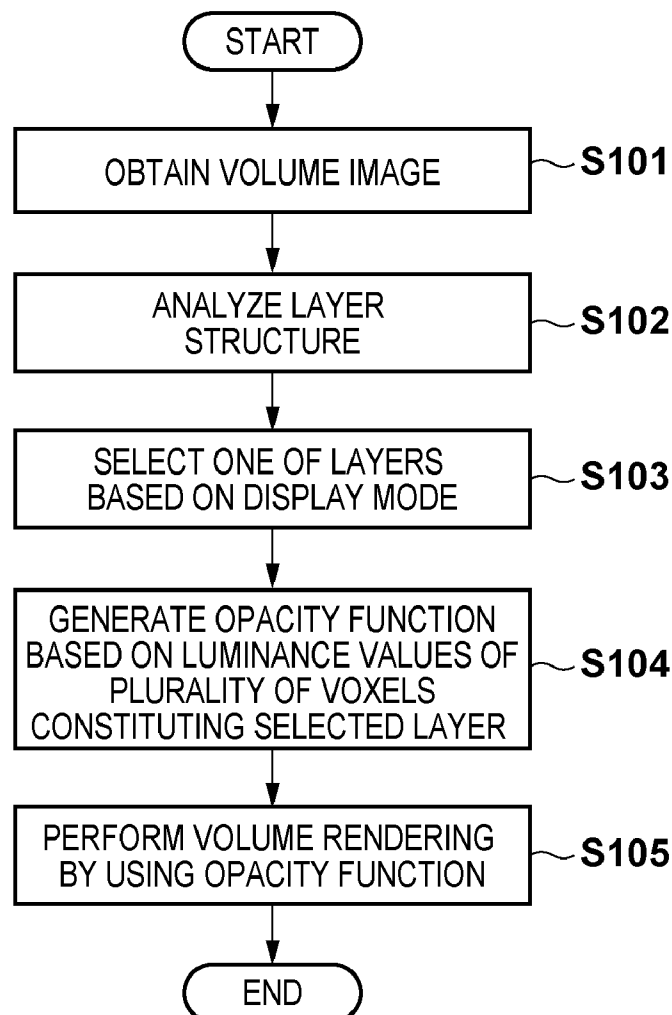 START
OBTAIN VOLUME IMAGE
S101
ANALYZE LAYER
STRUCTURE
S102
SELECT ONE OF LAYERS
BASED ON DISPLAY MODE
S103
GENERATE OPACITY FUNCTION
BASED ON LUMINANCE VALUES OF
PLURALITY OF VOXELS
CONSTITUTING SELECTED LAYER
S104
PERFORM VOLUME RENDERING
BY USING OPACITY FUNCTION
S105
END